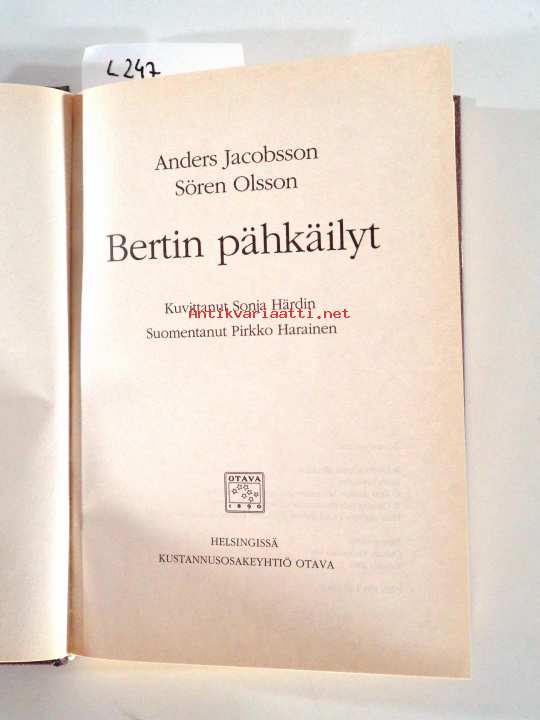 L247
Anders Jacobsson
Sören Olsson
Bertin pähkäilyt
Kuvittanut Sonja Härdin
Antikvariaatti.net
Suomentanut Pirkko Harainen
OTAVA
1890
HELSINGISSÄ
KUSTANNUSOSAKEYHTIÖ OTAVA